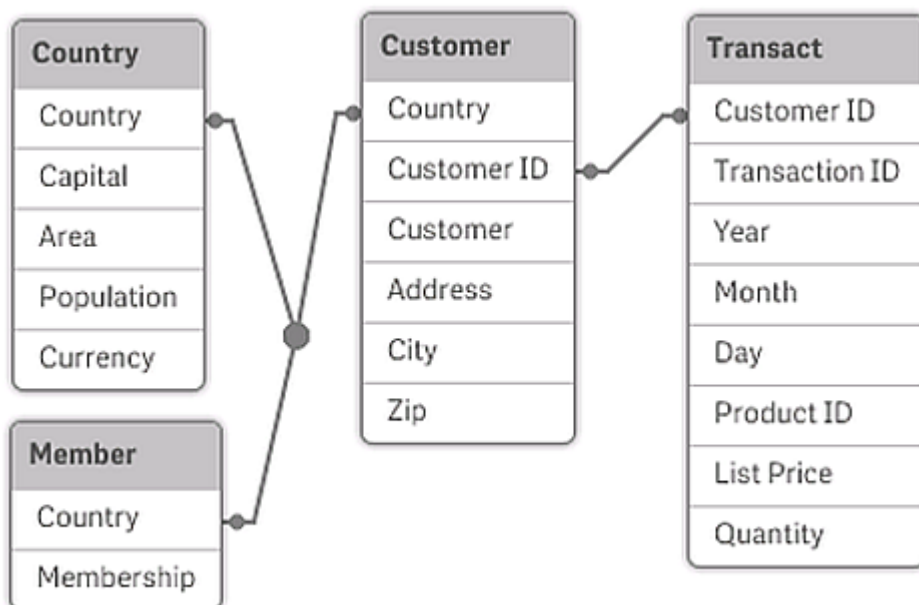 Country
Country
Capital
Area
Population
Currency
Member
Country
Membership
Customer
Country
Customer ID
Customer
Address
City
Zip
Transact
Customer ID
Transaction ID
Year
Month
Day
Product ID
List Price
Quantity